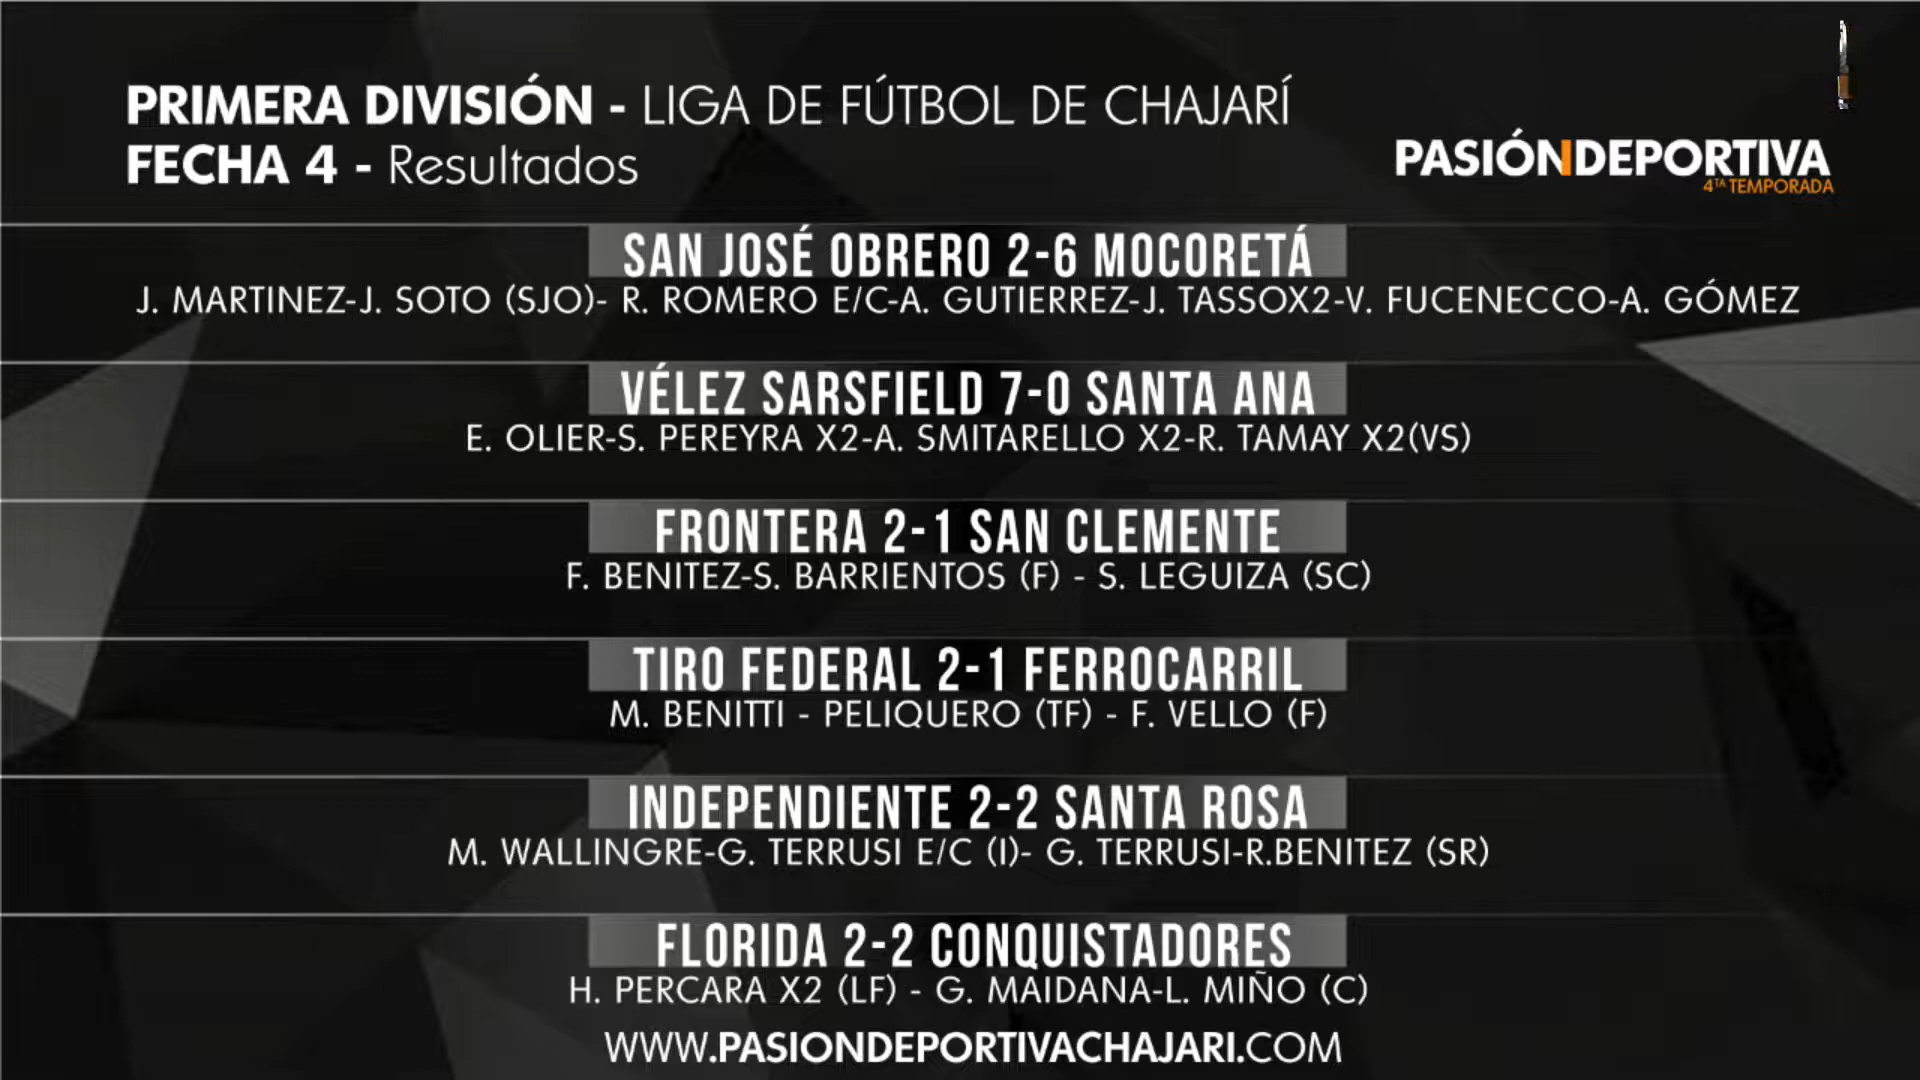 PRIMERA DIVISIÓN - LIGA DE FÚTBOL DE CHAJARÍ
FECHA 4 - Resultados
PASIÓNDEPORTIVA
4TA TEMPORADA
SAN JOSÉ OBRERO 2-6 MOCORETÁ
J. MARTINEZ-J. SOTO (SJO)- R. ROMERO E/C-A. GUTIERREZ-J. TASSOX2-V. FUCENECCO-A. GÓMEZ
VÉLEZ SARSFIELD 7-0 SANTA ANA
E. OLIER-S. PEREYRA X2-A. SMITARELLO X2-R. TAMAY X2(VS)
FRONTERA 2-1 SAN CLEMENTE
F. BENITEZ-S. BARRIENTOS (F) - S. LEGUIZA (SC)
TIRO FEDERAL 2-1 FERROCARRIL
M. BENITTI - PELIQUERO (TF) - F. VELLO (F)
INDEPENDIENTE 2-2 SANTA ROSA
M. WALLINGRE-G. TERRUSI E/C (I)- G. TERRUSI-R.BENITEZ (SR)
FLORIDA 2-2 CONQUISTADORES
H. PERCARA X2 (LF) - G. MAIDANA-L. MIÑO (C)
WWW.PASIONDEPORTIVACHAJARI.COM